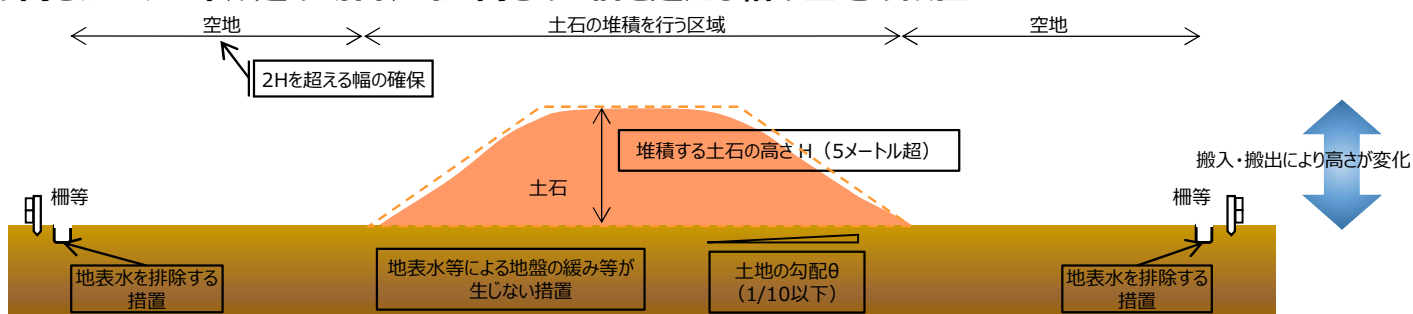 空地
土石の堆積を行う区域
空地
2Hを超える幅の確保
堆積する土石の高さH（5メートル超）
搬入・搬出により高さが変化
土石
柵等
柵等
地表水を排除する
措置
地表水等による地盤の緩み等が
生じない措置
土地の勾配θ
（1/10以下）
地表水を排除する
措置